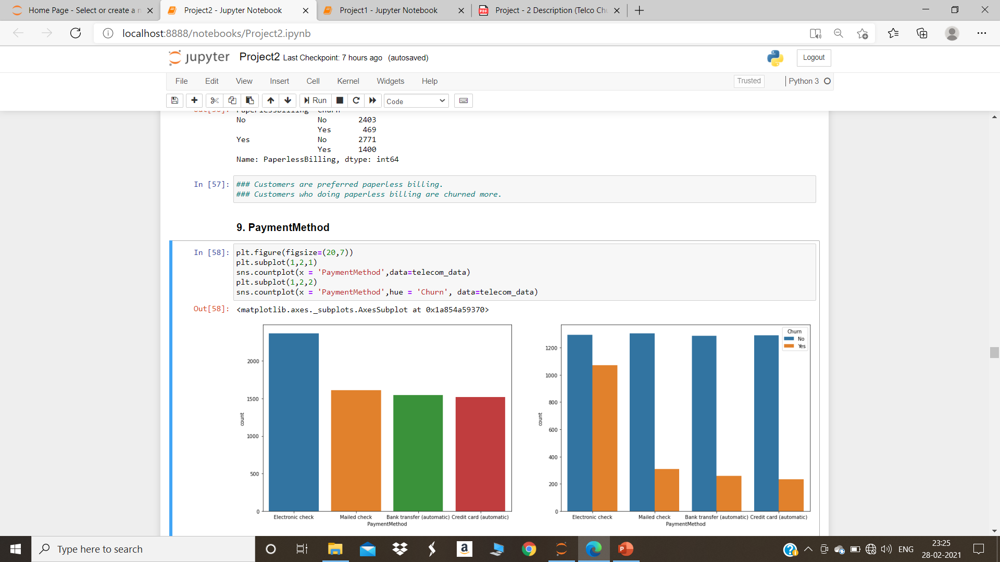 Home Page - Select or create a n
Project2 - Jupyter Notebook
Project1 - Jupyter Notebook
PDF
Project - 2 Description (Telco Ch
localhost:8888/notebooks/Project2.ipynb
jupyter
Project2 Last Checkpoint: 7 hours ago (autosaved)
Logout
File Edit View Insert Cell Kernel Widgets Help
Trusted
Python 3
Run
Code
Out[56]: PaperlessBilling Churn
No No 2403
Yes 469
Yes No 2771
Yes 1400
Name: PaperlessBilling, dtype: int64
In [57]: ### Customers are preferred paperless billing.
### Customers who doing paperless billing are churned more.
9. PaymentMethod
In [58]: plt.figure(figsize=(20,7))
plt.subplot(1,2,1)
sns.countplot(x = 'PaymentMethod',data=telecom_data)
plt.subplot(1,2,2)
sns.countplot(x = 'PaymentMethod',hue = 'Churn', data=telecom_data)
Out[58]: <matplotlib.axes._subplots.AxesSubplot at 0x1a854a59370>
2000
1500
1000
500
0
count
Electronic check Mailed check Bank transfer (automatic) Credit card (automatic)
PaymentMethod
Churn
No
Yes
1200
1000
800
600
400
200
0
count
Electronic check Mailed check Bank transfer (automatic) Credit card (automatic)
PaymentMethod
Type here to search
a
P
ENG
23:25
28-02-2021